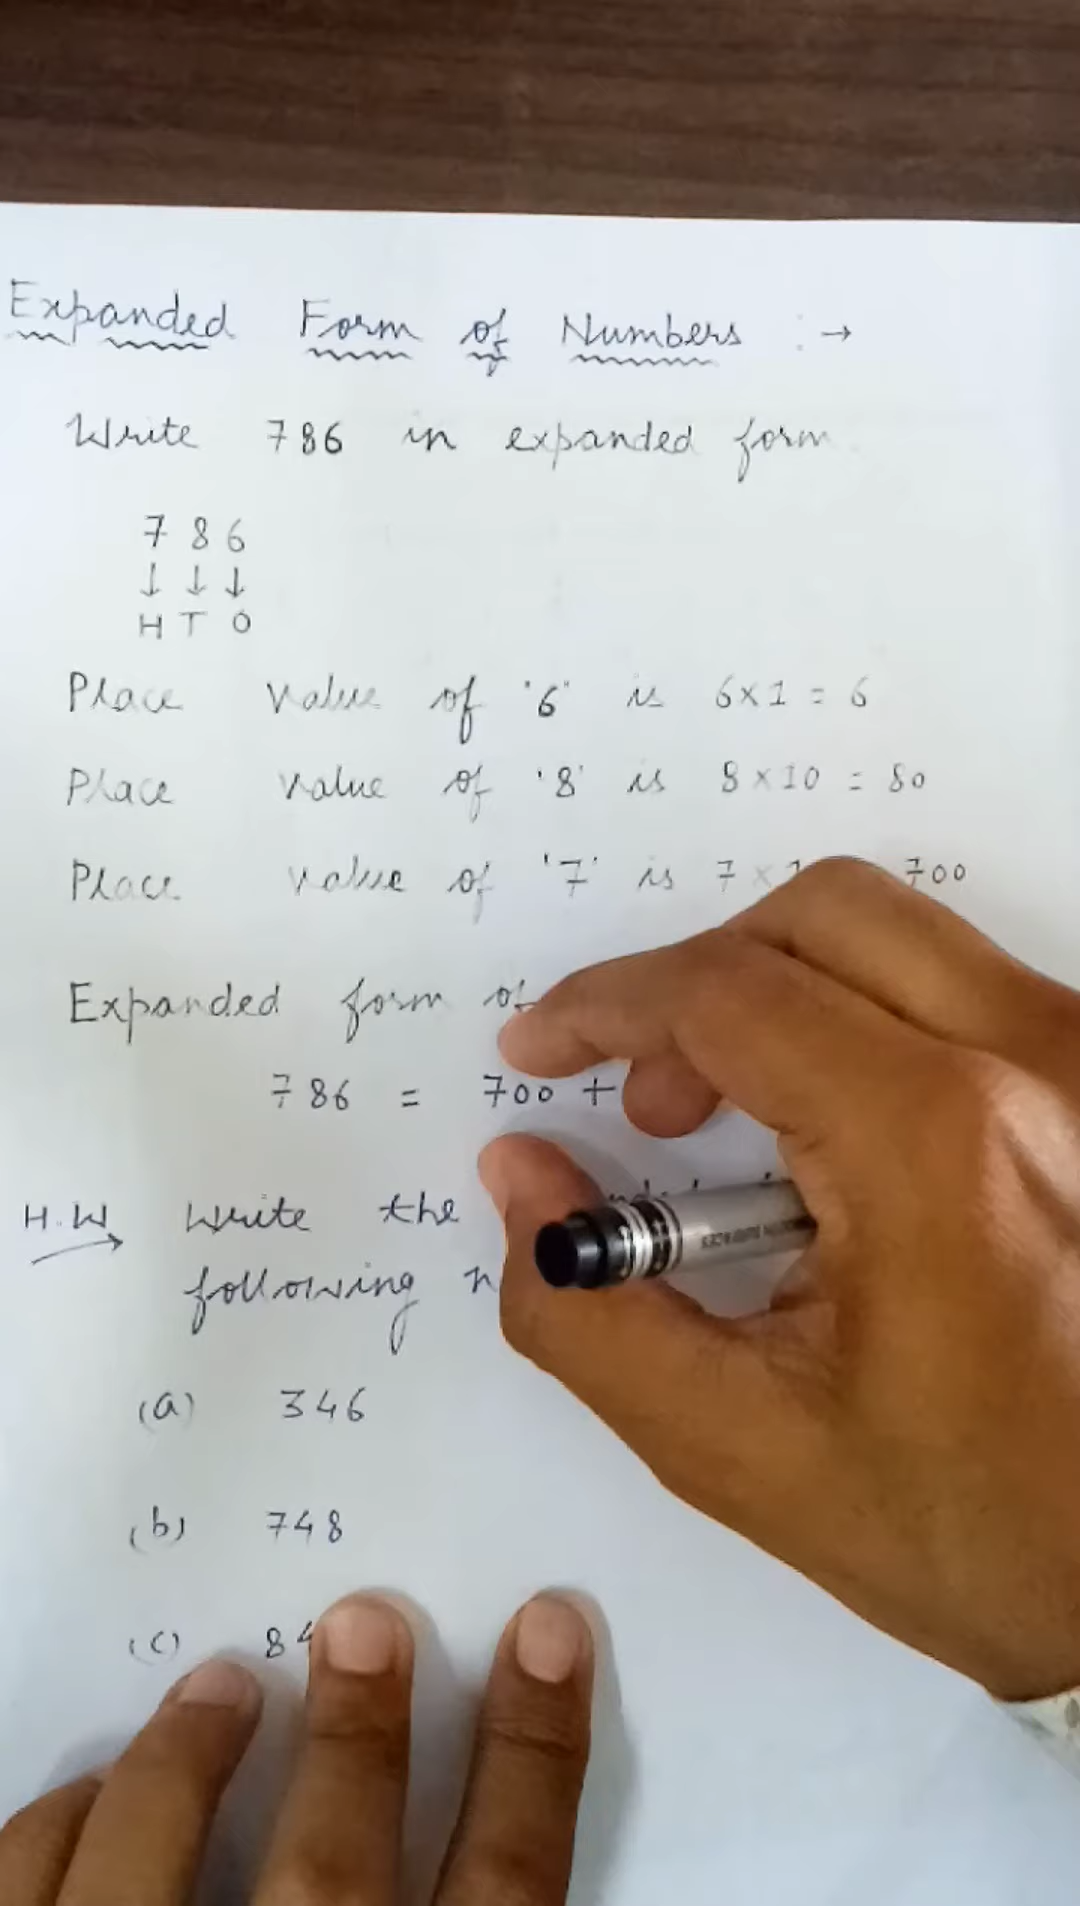 Expanded Form of Numbers :→
Write 786 in expanded form.
7 8 6
↓ ↓ ↓
H T O
Place value of '6' is 6×1 = 6
Place value of '8' is 8×10 = 80
Place value of '7' is 7× 700
Expanded form of
786 = 700 +
H.W Write the
following
(a) 346
(b) 748
(c) 84